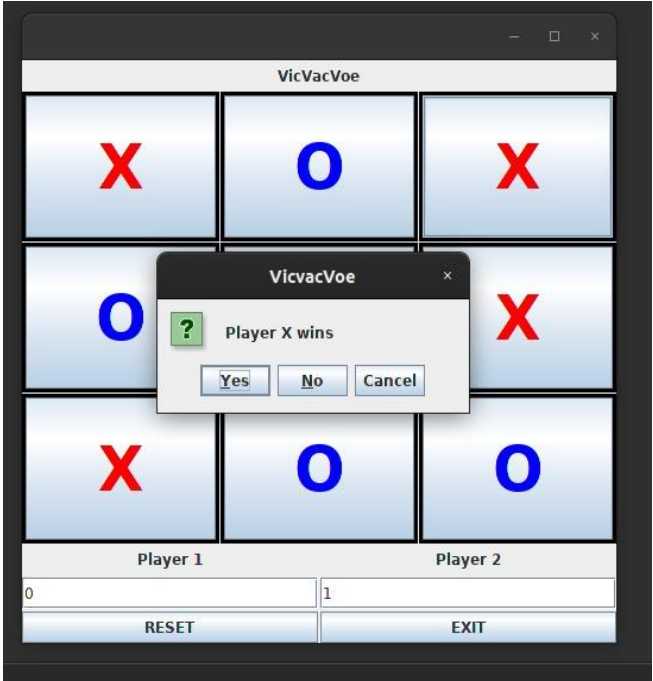 VicVacVoe
X O X
O X
VicvacVoe
?
Player X wins
Yes No Cancel
X O O
Player 1 Player 2
0 1
RESET EXIT